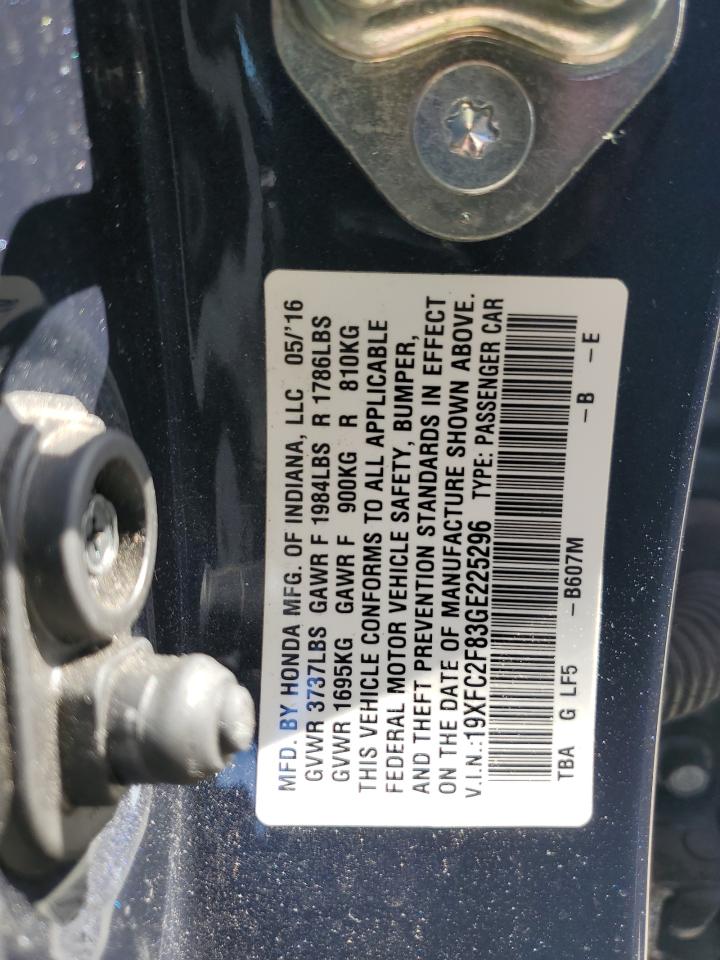 MFD. BY HONDA MFG. OF INDIANA, LLC 05/'16
GVWR 3737LBS GAWR F 1984LBS R 1786LBS
GVWR 1695KG GAWR F 900KG R 810KG
THIS VEHICLE CONFORMS TO ALL APPLICABLE
FEDERAL MOTOR VEHICLE SAFETY, BUMPER,
AND THEFT PREVENTION STANDARDS IN EFFECT
ON THE DATE OF MANUFACTURE SHOWN ABOVE.
V.I.N.:19XFC2F83GE225296 TYPE: PASSENGER CAR
TBA G LF5 -B607M -B -E